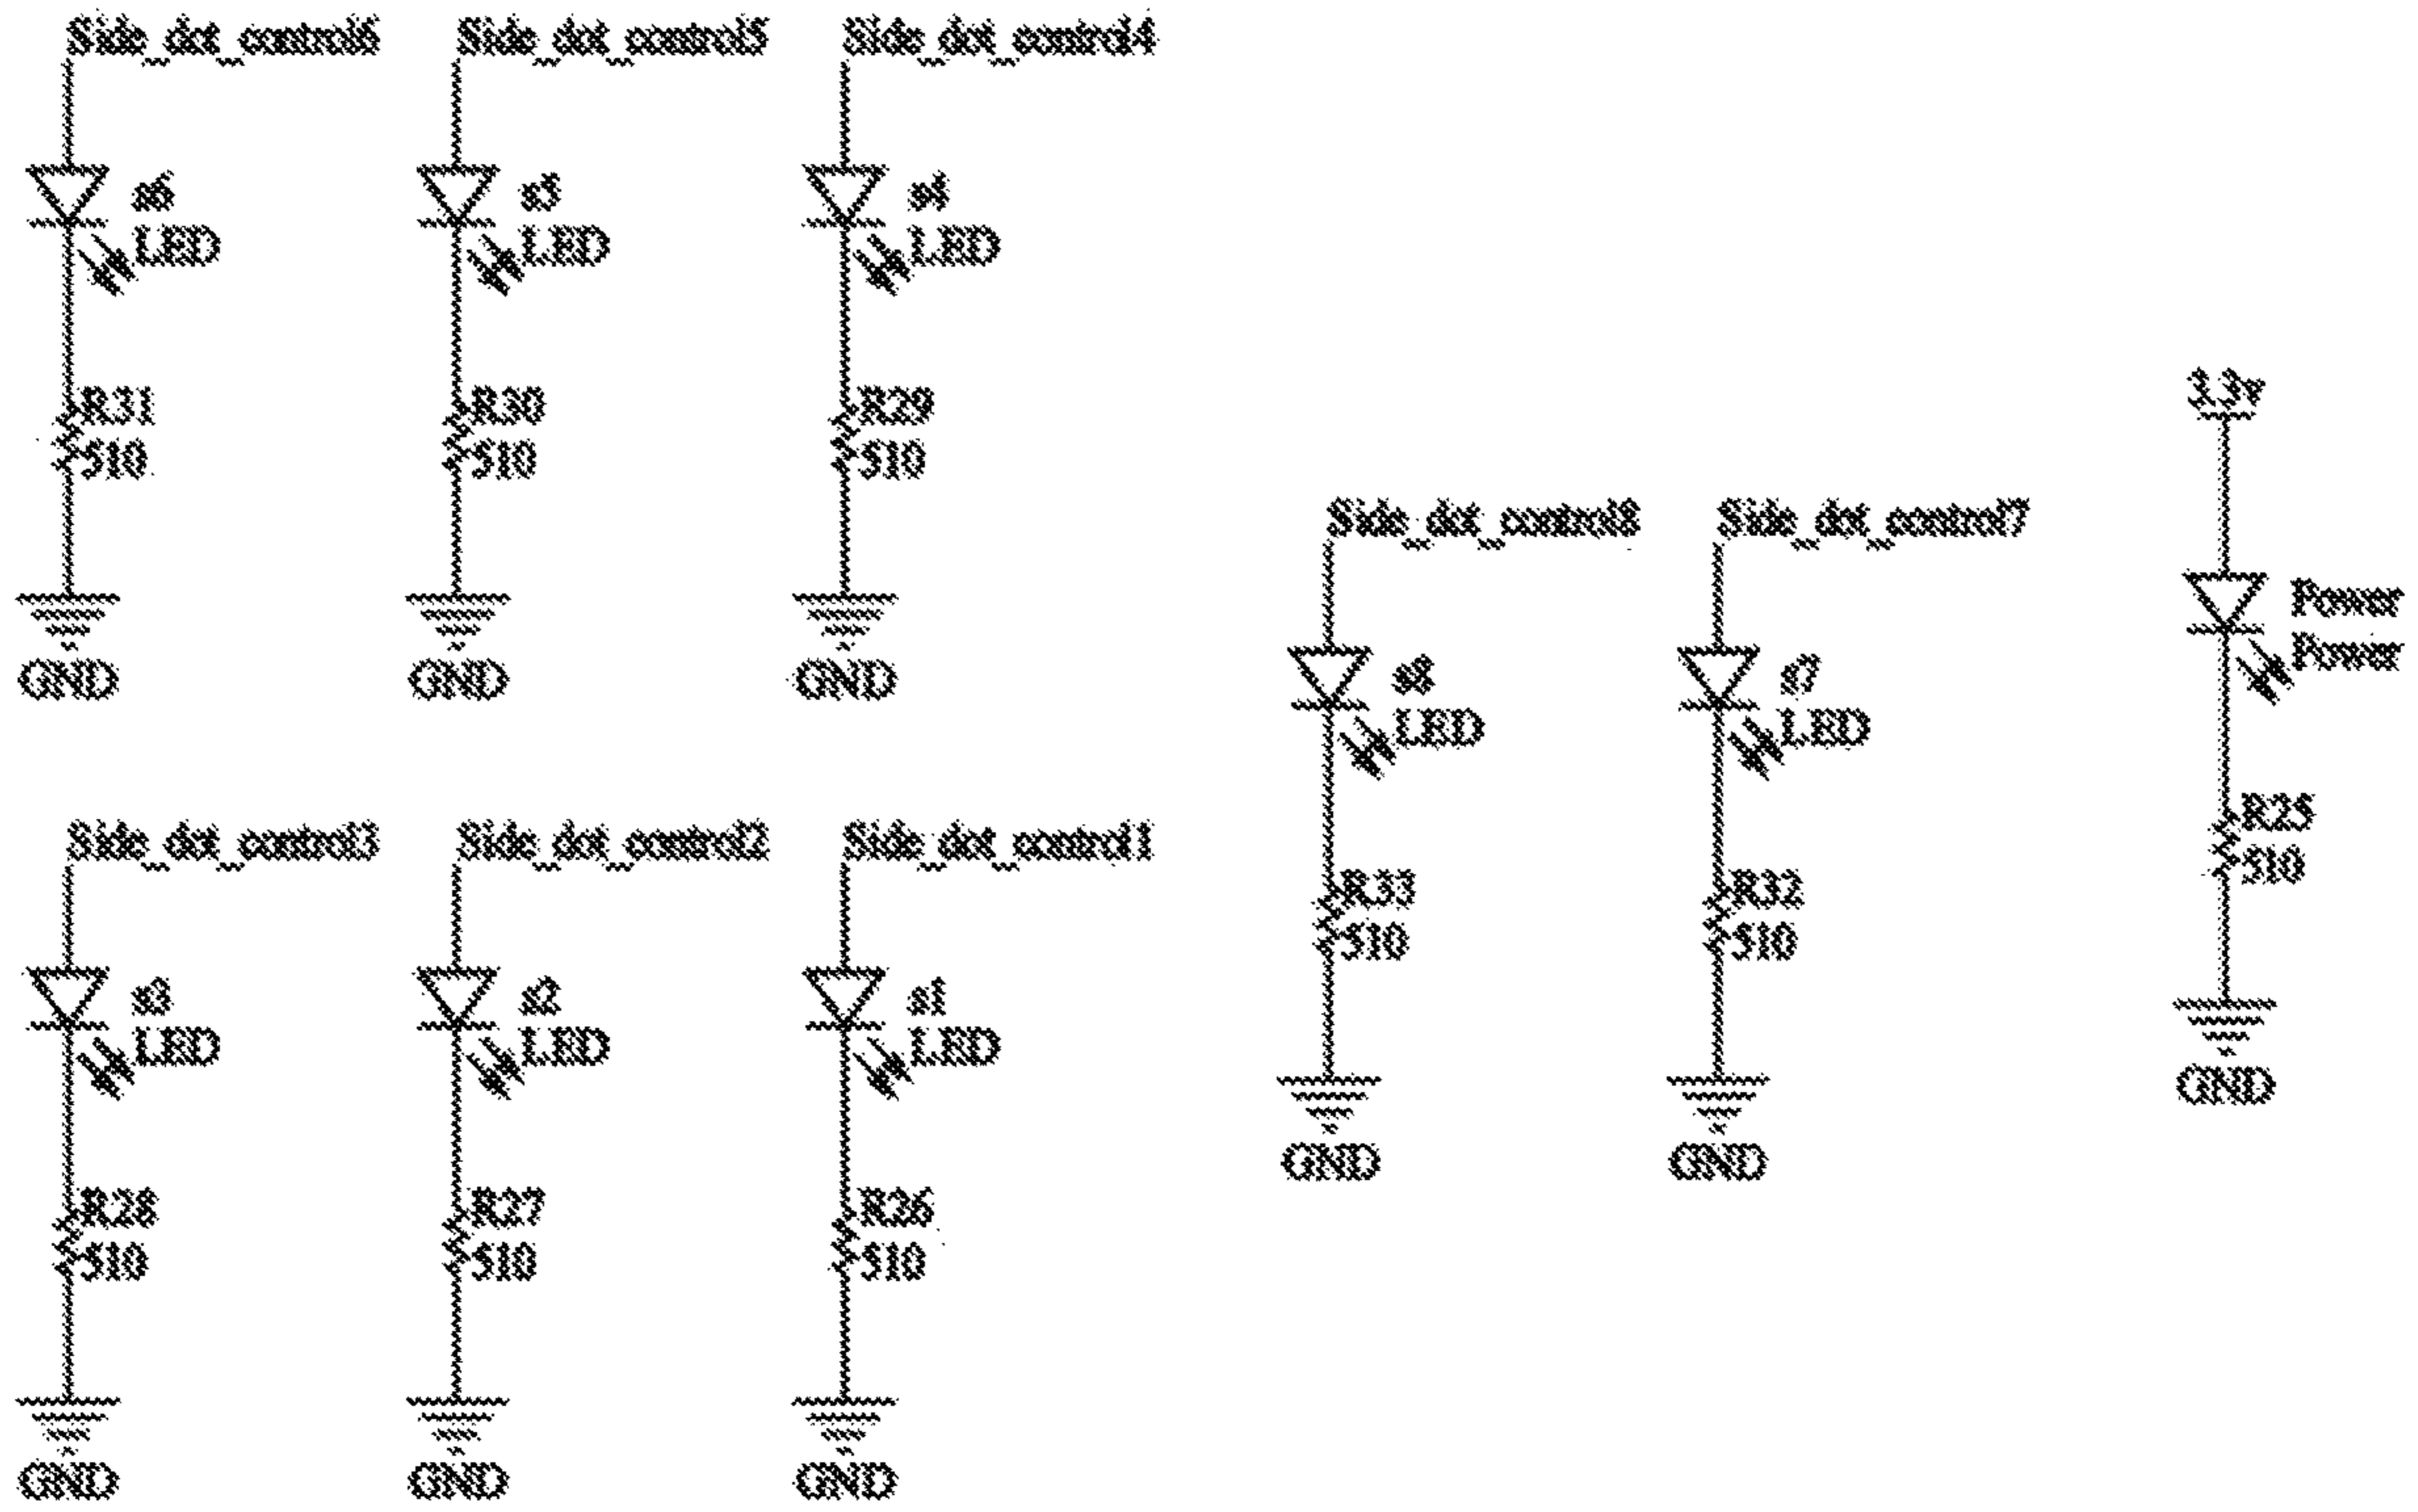 Side_dot_control6 Side_dot_control5 Side_dot_control4
s6 s5 s4
LED LED LED
R31 R30 R29
510 510 510
GND GND GND
Side_dot_control3 Side_dot_control2 Side_dot_control1
s3 s2 s1
LED LED LED
R28 R27 R26
510 510 510
GND GND GND
Side_dot_control8 Side_dot_control7
s8 s7
LED LED
R33 R32
510 510
GND GND
3.3v
Power
Power
R25
510
GND